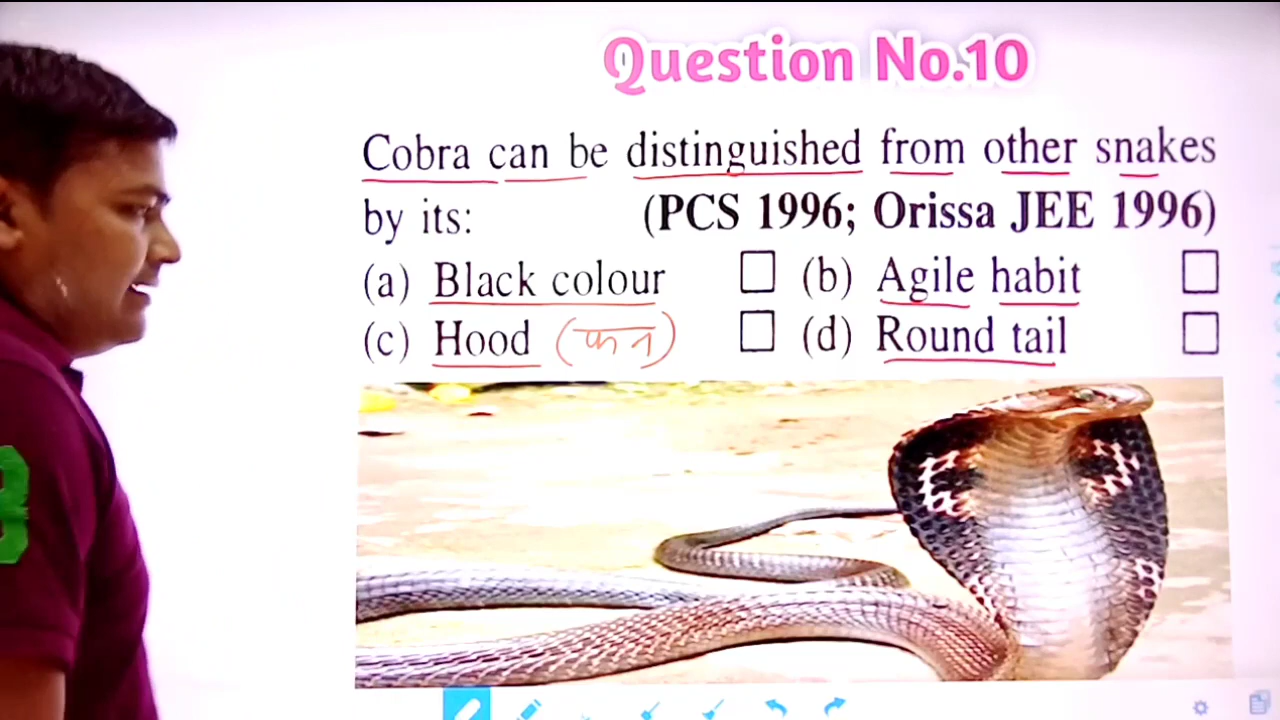 Question No.10
Cobra can be distinguished from other snakes
by its: (PCS 1996; Orissa JEE 1996)
(a) Black colour (b) Agile habit
(c) Hood (फन) (d) Round tail
3